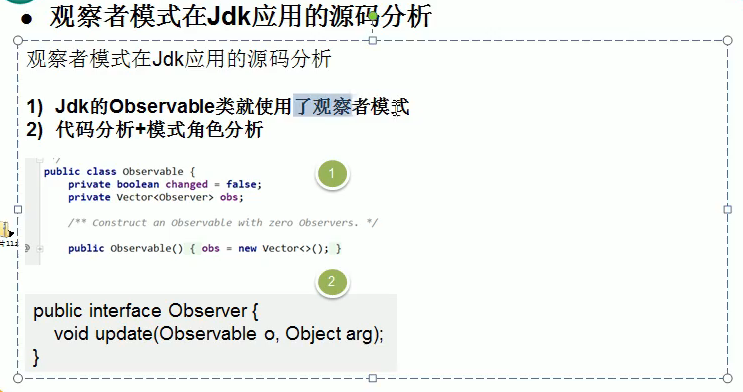 ● 观察者模式在Jdk应用的源码分析
观察者模式在Jdk应用的源码分析
1) Jdk的Observable类就使用了观察者模式
2) 代码分析+模式角色分析
*/
public class Observable {
private boolean changed = false;
private Vector<Observer> obs;
/** Construct an Observable with zero Observers. */
public Observable() { obs = new Vector<>(); }
1
2
public interface Observer {
void update(Observable o, Object arg);
}